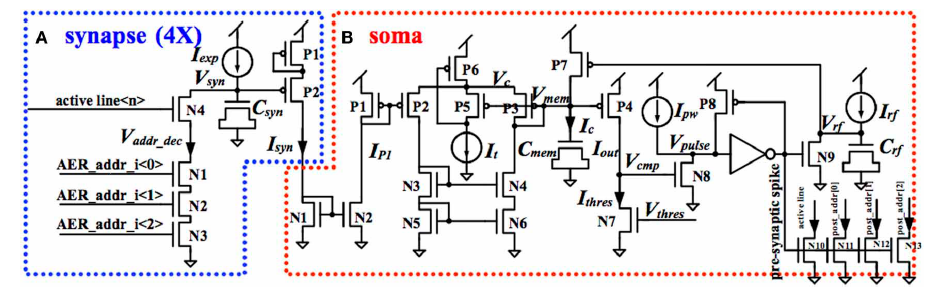 A synapse (4X)
B soma
Iexp
Vsyn
P1
P2
active line<n>
N4
Csyn
Vaddr_dec
Isyn
AER_addr_i<0>
N1
AER_addr_i<1>
N2
AER_addr_i<2>
N3
N1
N2
P1
IP1
P2
P6
P5
Vc
P3
It
N3
N4
N5
N6
Vmem
P7
P4
Ic
Cmem
Iout
Vcmp
Ithres
N7
Vthres
Ipw
Vpulse
N8
P8
Vrf
Irf
Crf
N9
pre-synaptic spike
active line
post_addr[0]
post_addr[1]
post_addr[2]
N10
N11
N12
N13